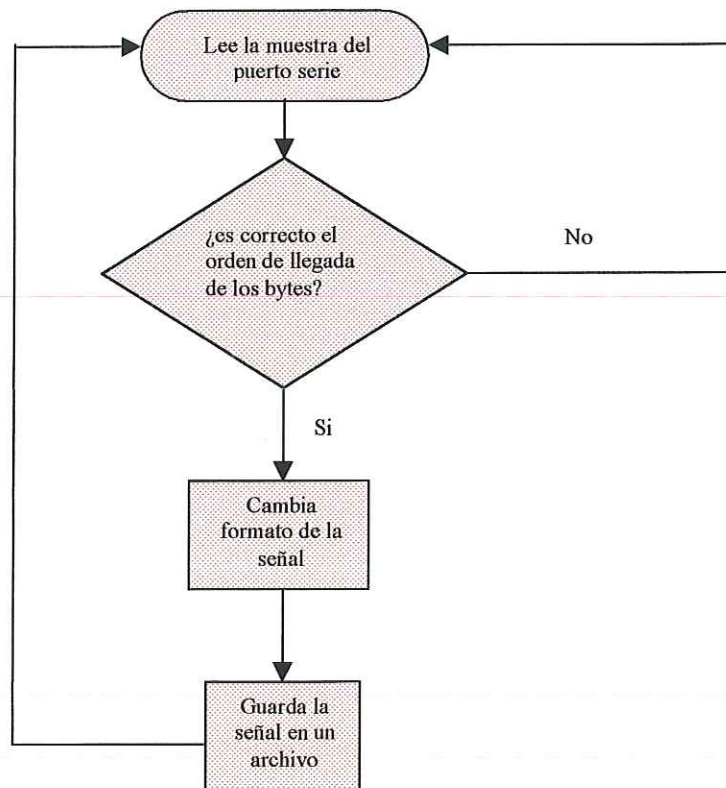 Lee la muestra del
puerto serie
¿es correcto el
orden de llegada
de los bytes?
No
Si
Cambia
formato de la
señal
Guarda la
señal en un
archivo